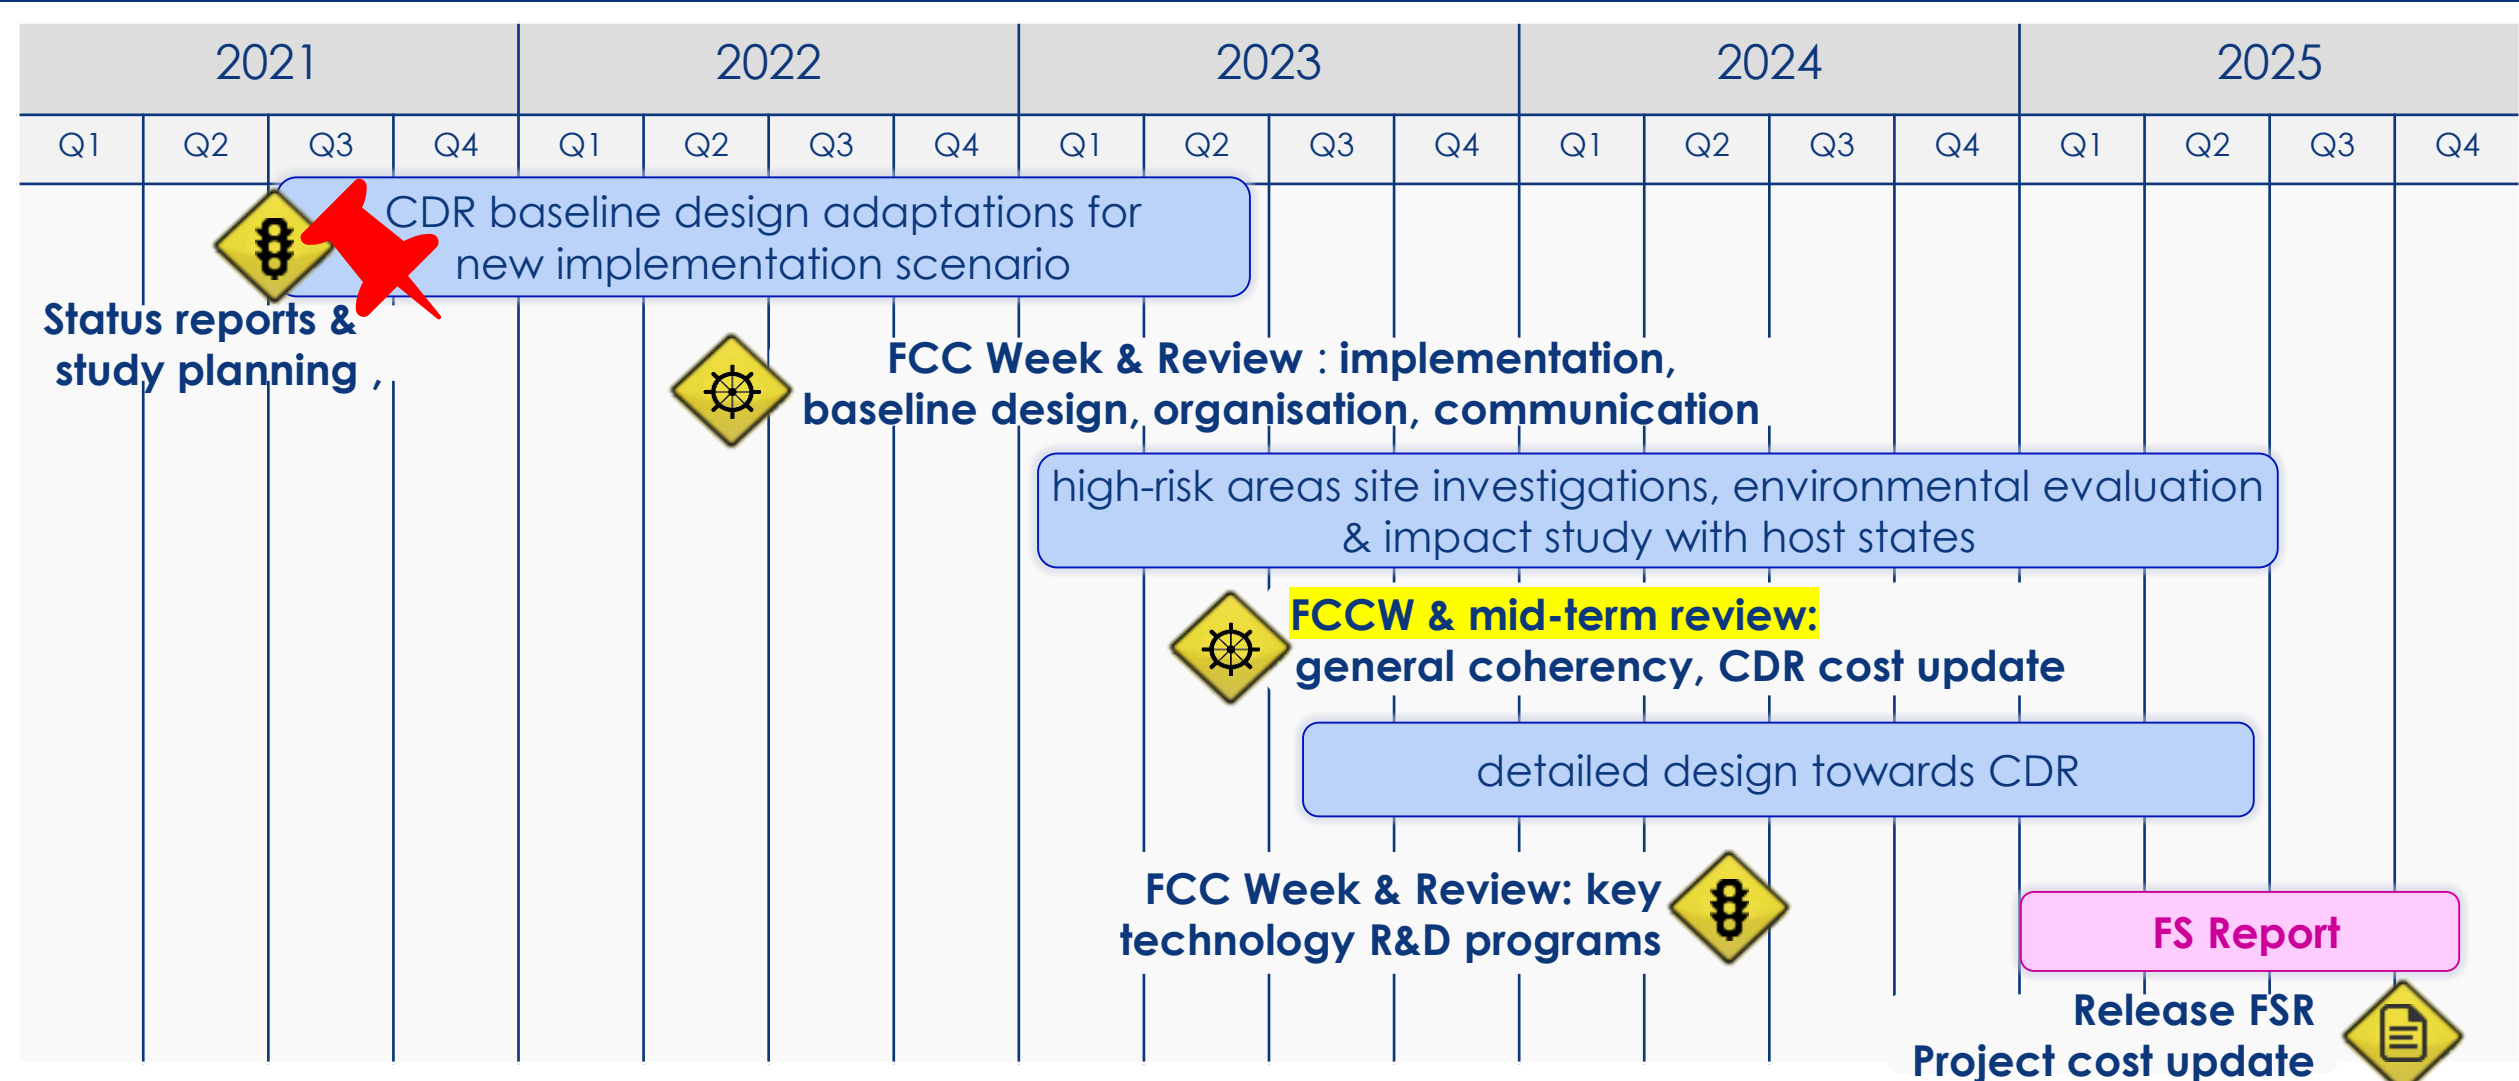 2021 2022 2023 2024 2025
Q1 Q2 Q3 Q4 Q1 Q2 Q3 Q4 Q1 Q2 Q3 Q4 Q1 Q2 Q3 Q4 Q1 Q2 Q3 Q4
CDR baseline design adaptations for
new implementation scenario
Status reports &
study planning ,
FCC Week & Review : implementation,
baseline design, organisation, communication
high-risk areas site investigations, environmental evaluation
& impact study with host states
FCCW & mid-term review:
general coherency, CDR cost update
detailed design towards CDR
FCC Week & Review: key
technology R&D programs
FS Report
Release FSR
Project cost update